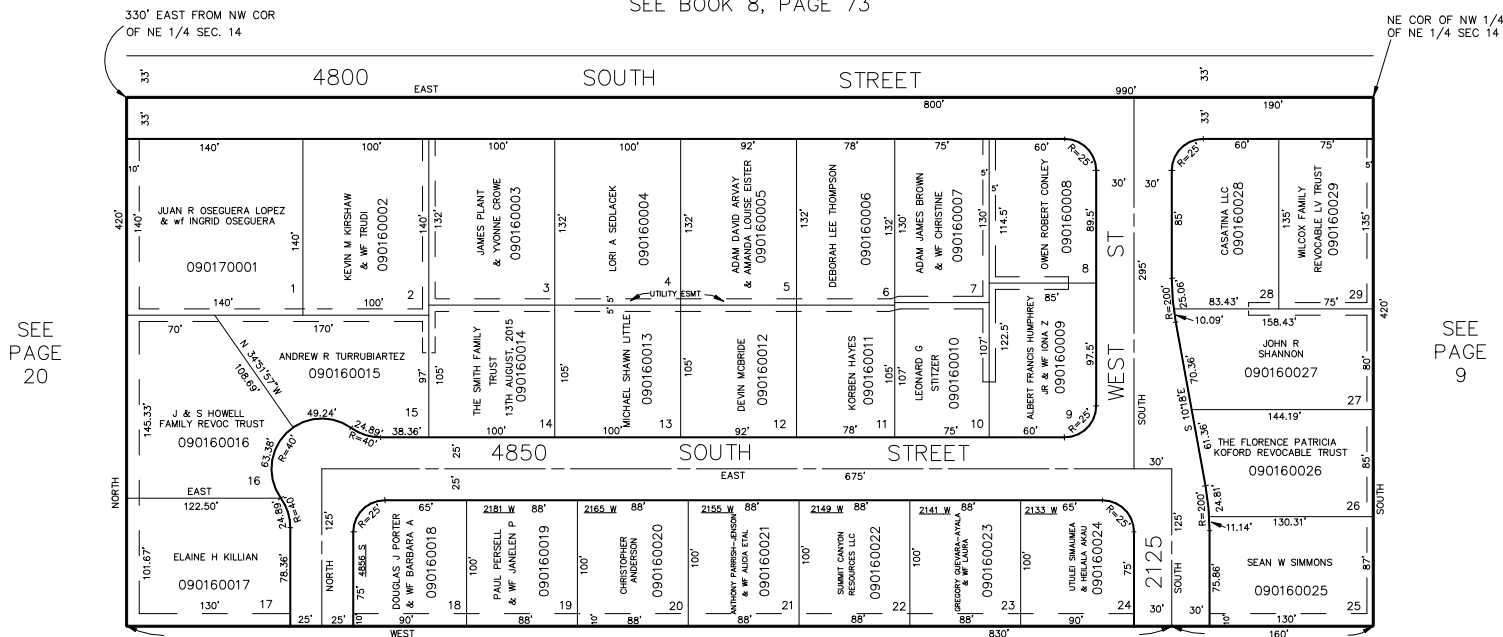 SEE BOOK 8, PAGE 73
330' EAST FROM NW COR
OF NE 1/4 SEC. 14
NE COR OF NW 1/4
OF NE 1/4 SEC 14
33'
4800 SOUTH STREET
33'
EAST
990'
33'
800'
33'
190'
140'
100'
100'
92'
78'
75'
60'
R=25'
R=25'
60'
75'
10'
5'
5'
5'
30'
30'
420'
140'
JUAN R OSEGUERA LOPEZ
& wf INGRID OSEGUERA
090170001
140'
1
140'
KEVIN M KIRSHAW
& WF TRUDI
090160002
140'
2
100'
132'
JAMES PLANT
& YVONNE CROWE
090160003
3
132'
LORI A SEDLACEK
090160004
4
132'
ADAM DAVID ARVAY
& AMANDA LOUISE EISTER
090160005
5
132'
DEBORAH LEE THOMPSON
090160006
132'
6
130'
ADAM JAMES BROWN
& WF CHRISTINE
090160007
130'
7
114.5'
OWEN ROBERT CONLEY
090160008
89.5'
8
85'
WEST ST
295'
85'
CASATINA LLC
090160028
135'
WILCOX FAMILY
REVOCABLE LV TRUST
090160029
135'
R=200'
25.06'
83.43'
28
75'
29
420'
5'
5'
UTILITY ESMT
10.09'
158.43'
SEE
PAGE
20
SEE
PAGE
9
70'
170'
N 34°51'57"W
108.69'
ANDREW R TURRUBIARTEZ
090160015
97'
15
105'
THE SMITH FAMILY
TRUST
13TH AUGUST, 2015
090160014
14
105'
MICHAEL SHAWN LITTLE
090160013
13
105'
DEVIN MCBRIDE
090160012
12
105'
KORBEN HAYES
090160011
11
107'
LEONARD G
STITZER
090160010
107'
10
122.5'
ALBERT FRANCIS HUMPHREY
JR & WF IONA Z
090160009
97.5'
9
R=25'
SOUTH
70.36'
JOHN R
SHANNON
090160027
80'
27
S 10°18'E
144.19'
145.33'
J & S HOWELL
FAMILY REVOC TRUST
090160016
49.24'
24.89'
R=40'
38.36'
100'
100'
92'
78'
75'
60'
63.38'
R=40'
16
25'
4850 SOUTH STREET
EAST
675'
30'
61.36'
THE FLORENCE PATRICIA
KOFORD REVOCABLE TRUST
090160026
85'
26
NORTH
EAST
122.50'
24.89'
R=40'
25'
R=25'
65'
2181 W 88'
2165 W 88'
2155 W 88'
2149 W 88'
2141 W 88'
2133 W 65'
R=25'
R=200'
24.81'
11.14'
130.31'
SOUTH
101.67'
ELAINE H KILLIAN
090160017
78.36'
130'
17
NORTH
125'
4856 S
75'
DOUGLAS J PORTER
& WF BARBARA A
090160018
18
100'
PAUL PERSELL
& WF JANELEN P
090160019
19
100'
CHRISTOPHER
ANDERSON
090160020
20
100'
ANTHONY PARRISH-JENSON
& WF ALICIA ETAL
090160021
21
100'
SUMMIT CANYON
RESOURCES LLC
090160022
22
100'
GREGORY GUEVARA-AYALA
& WF LAURA
090160023
23
100'
UTULEI SIMAUMEA
& HEILALA AKAU
090160024
75'
24
2125
125'
SOUTH
75.86'
SEAN W SIMMONS
090160025
87'
25
25'
25'
10'
90'
88'
10'
88'
88'
88'
88'
90'
30'
30'
10'
130'
WEST
830'
160'